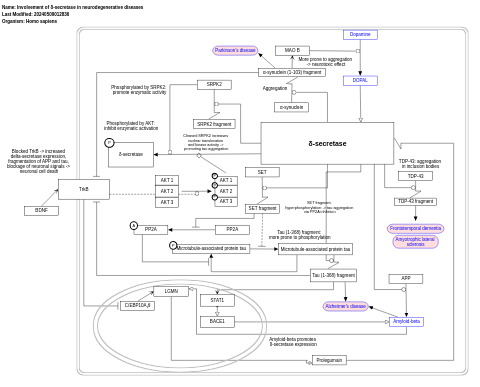 Name: Involvement of δ-secretase in neurodegenerative diseases
Last Modified: 20240509012836
Organism: Homo sapiens
Dopamine
Parkinson's disease
MAO B
More prone to aggregation
-> neurotoxic effect
α-synuclein (1-103) fragment
DOPAL
Phosphorylated by SRPK2:
promote enzymatic activity
SRPK2
Aggregation
α-synuclein
SRPK2 fragment
Phosphorylated by AKT:
inhibit enzymatic activity
Cleaved SRPK2 increases
nuclear translocation
and kinase activity ->
promoting tau aggregation
P
δ-secretase
δ-secretase
Blocked TrkB -> increased
delta-secretase expression,
fragmentation of APP and tau,
blockage of neuronal signals ->
neuronal cell death
TDP-43: aggregation
in inclusion bodies
TDP-43
TrkB
AKT 1
AKT 2
AKT 3
P
AKT 1
P
AKT 2
P
AKT 3
SET
BDNF
SET fragment
SET fragment:
hyperphosphorylation -> tau aggregation
via PP2A inhibition
TDP-43 fragment
Frontotemporal dementia
Amyotrophic lateral
sclerosis
A
PP2A
PP2A
Tau (1-368) fragment:
more prone to phosphorylation
P
Microtubule-associated protein tau
Microtubule-associated protein tau
Tau (1-368) fragment
APP
LGMN
STAT1
C/EBP10A,β
BACE1
Alzheimer's disease
Amyloid-beta
Amyloid-beta promotes
δ-secretase expression
Prolegumain